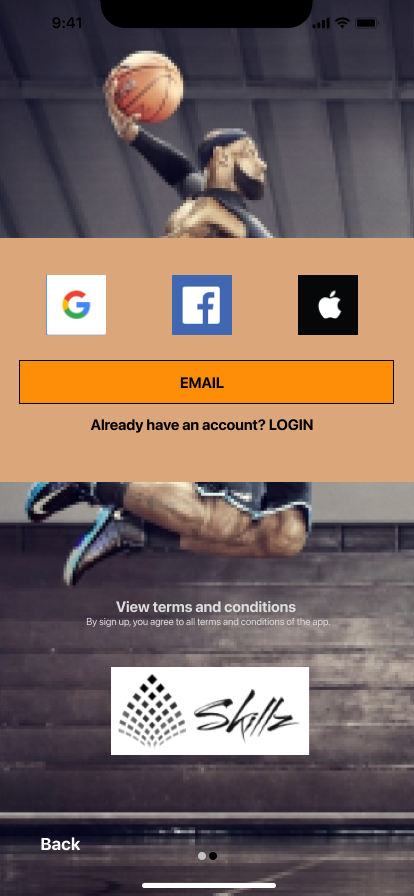 9:41
EMAIL
Already have an account? LOGIN
View terms and conditions
By sign up, you agree to all terms and conditions of the app.
Skillz
Back